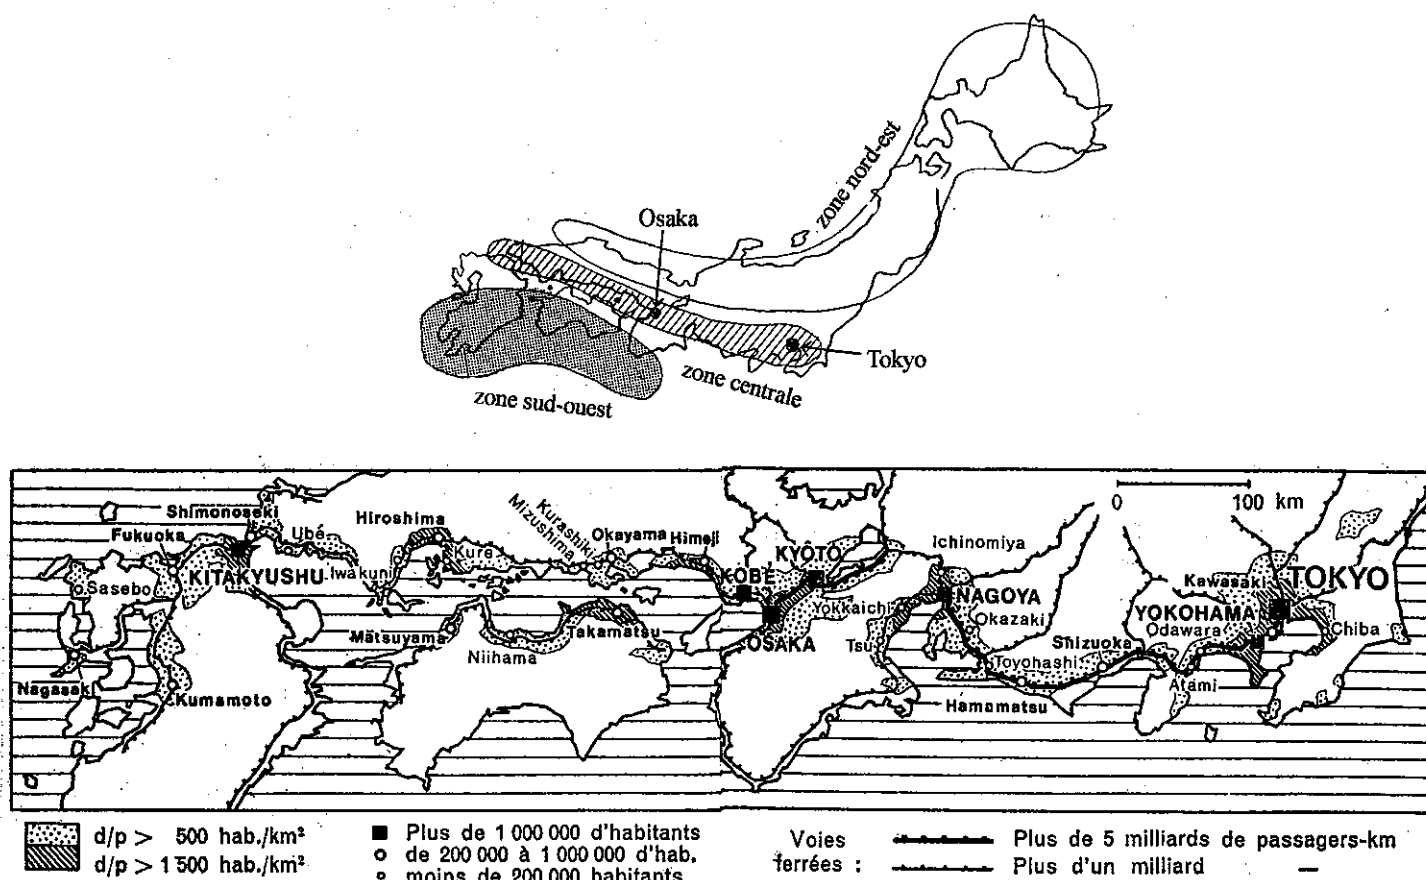 zone nord-est
Osaka
Tokyo
zone centrale
zone sud-ouest
0 100 km
Shimonoseki
Fukuoka
Ubé
Hiroshima
Kure
Kurashiki
Mizushima
Okayama
Himeji
KYŌTO
Ichinomiya
Sasebo
KITAKYUSHU
Iwakuni
KOBÉ
Yokkaichi
NAGOYA
Okazaki
Kawasaki
TOKYO
YOKOHAMA
Odawara
Chiba
Matsuyama
Takamatsu
OSAKA
Tsu
Shizuoka
Niihama
Toyohashi
Atami
Nagasaki
Kumamoto
Hamamatsu
d/p > 500 hab./km²
d/p > 1 500 hab./km²
Plus de 1 000 000 d'habitants
de 200 000 à 1 000 000 d'hab.
moins de 200 000 habitants
Voies
ferrées :
Plus de 5 milliards de passagers-km
Plus d'un milliard —